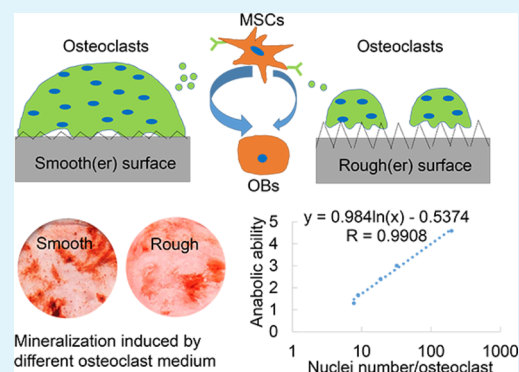 MSCs
Osteoclasts
Osteoclasts
Smooth(er) surface
OBs
Rough(er) surface
Smooth
Rough
Mineralization induced by
different osteoclast medium
y = 0.984ln(x) - 0.5374
R = 0.9908
Anabolic ability
5
4
3
2
1
0
1
10
100
1000
Nuclei number/osteoclast